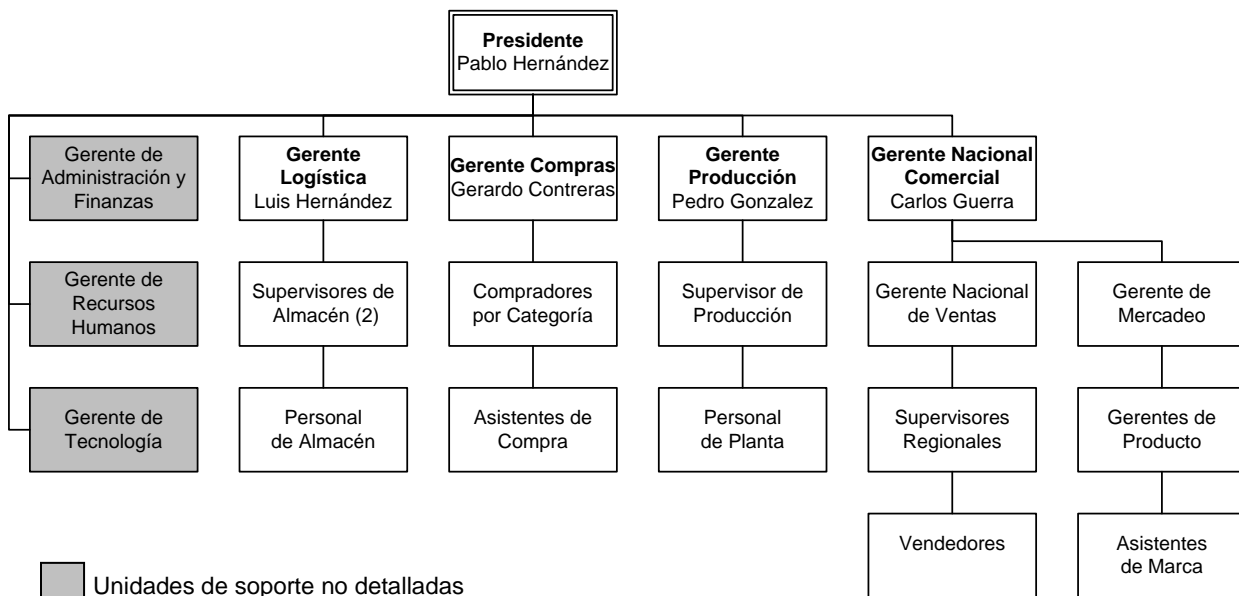 Presidente
Pablo Hernández
Gerente de
Administración y
Finanzas
Gerente
Logística
Luis Hernández
Gerente Compras
Gerardo Contreras
Gerente
Producción
Pedro Gonzalez
Gerente Nacional
Comercial
Carlos Guerra
Gerente de
Recursos
Humanos
Supervisores de
Almacén (2)
Compradores
por Categoría
Supervisor de
Producción
Gerente Nacional
de Ventas
Gerente de
Mercadeo
Gerente de
Tecnología
Personal
de Almacén
Asistentes de
Compra
Personal
de Planta
Supervisores
Regionales
Gerentes de
Producto
Vendedores
Asistentes
de Marca
Unidades de soporte no detalladas